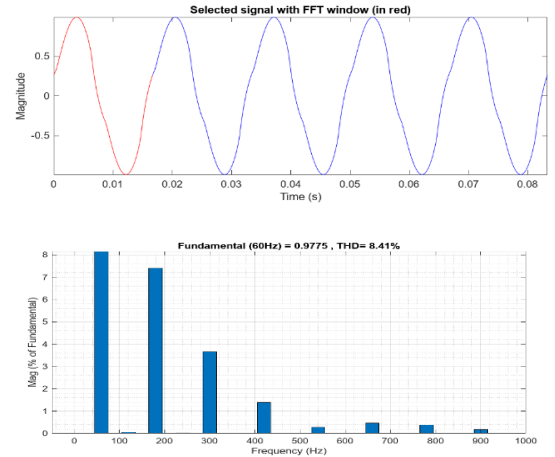 Selected signal with FFT window (in red)
0.5
0
-0.5
Magnitude
0 0.01 0.02 0.03 0.04 0.05 0.06 0.07 0.08
Time (s)
Fundamental (60Hz) = 0.9775 , THD= 8.41%
8
7
6
5
4
3
2
1
0
Mag (% of Fundamental)
0 100 200 300 400 500 600 700 800 900 1000
Frequency (Hz)